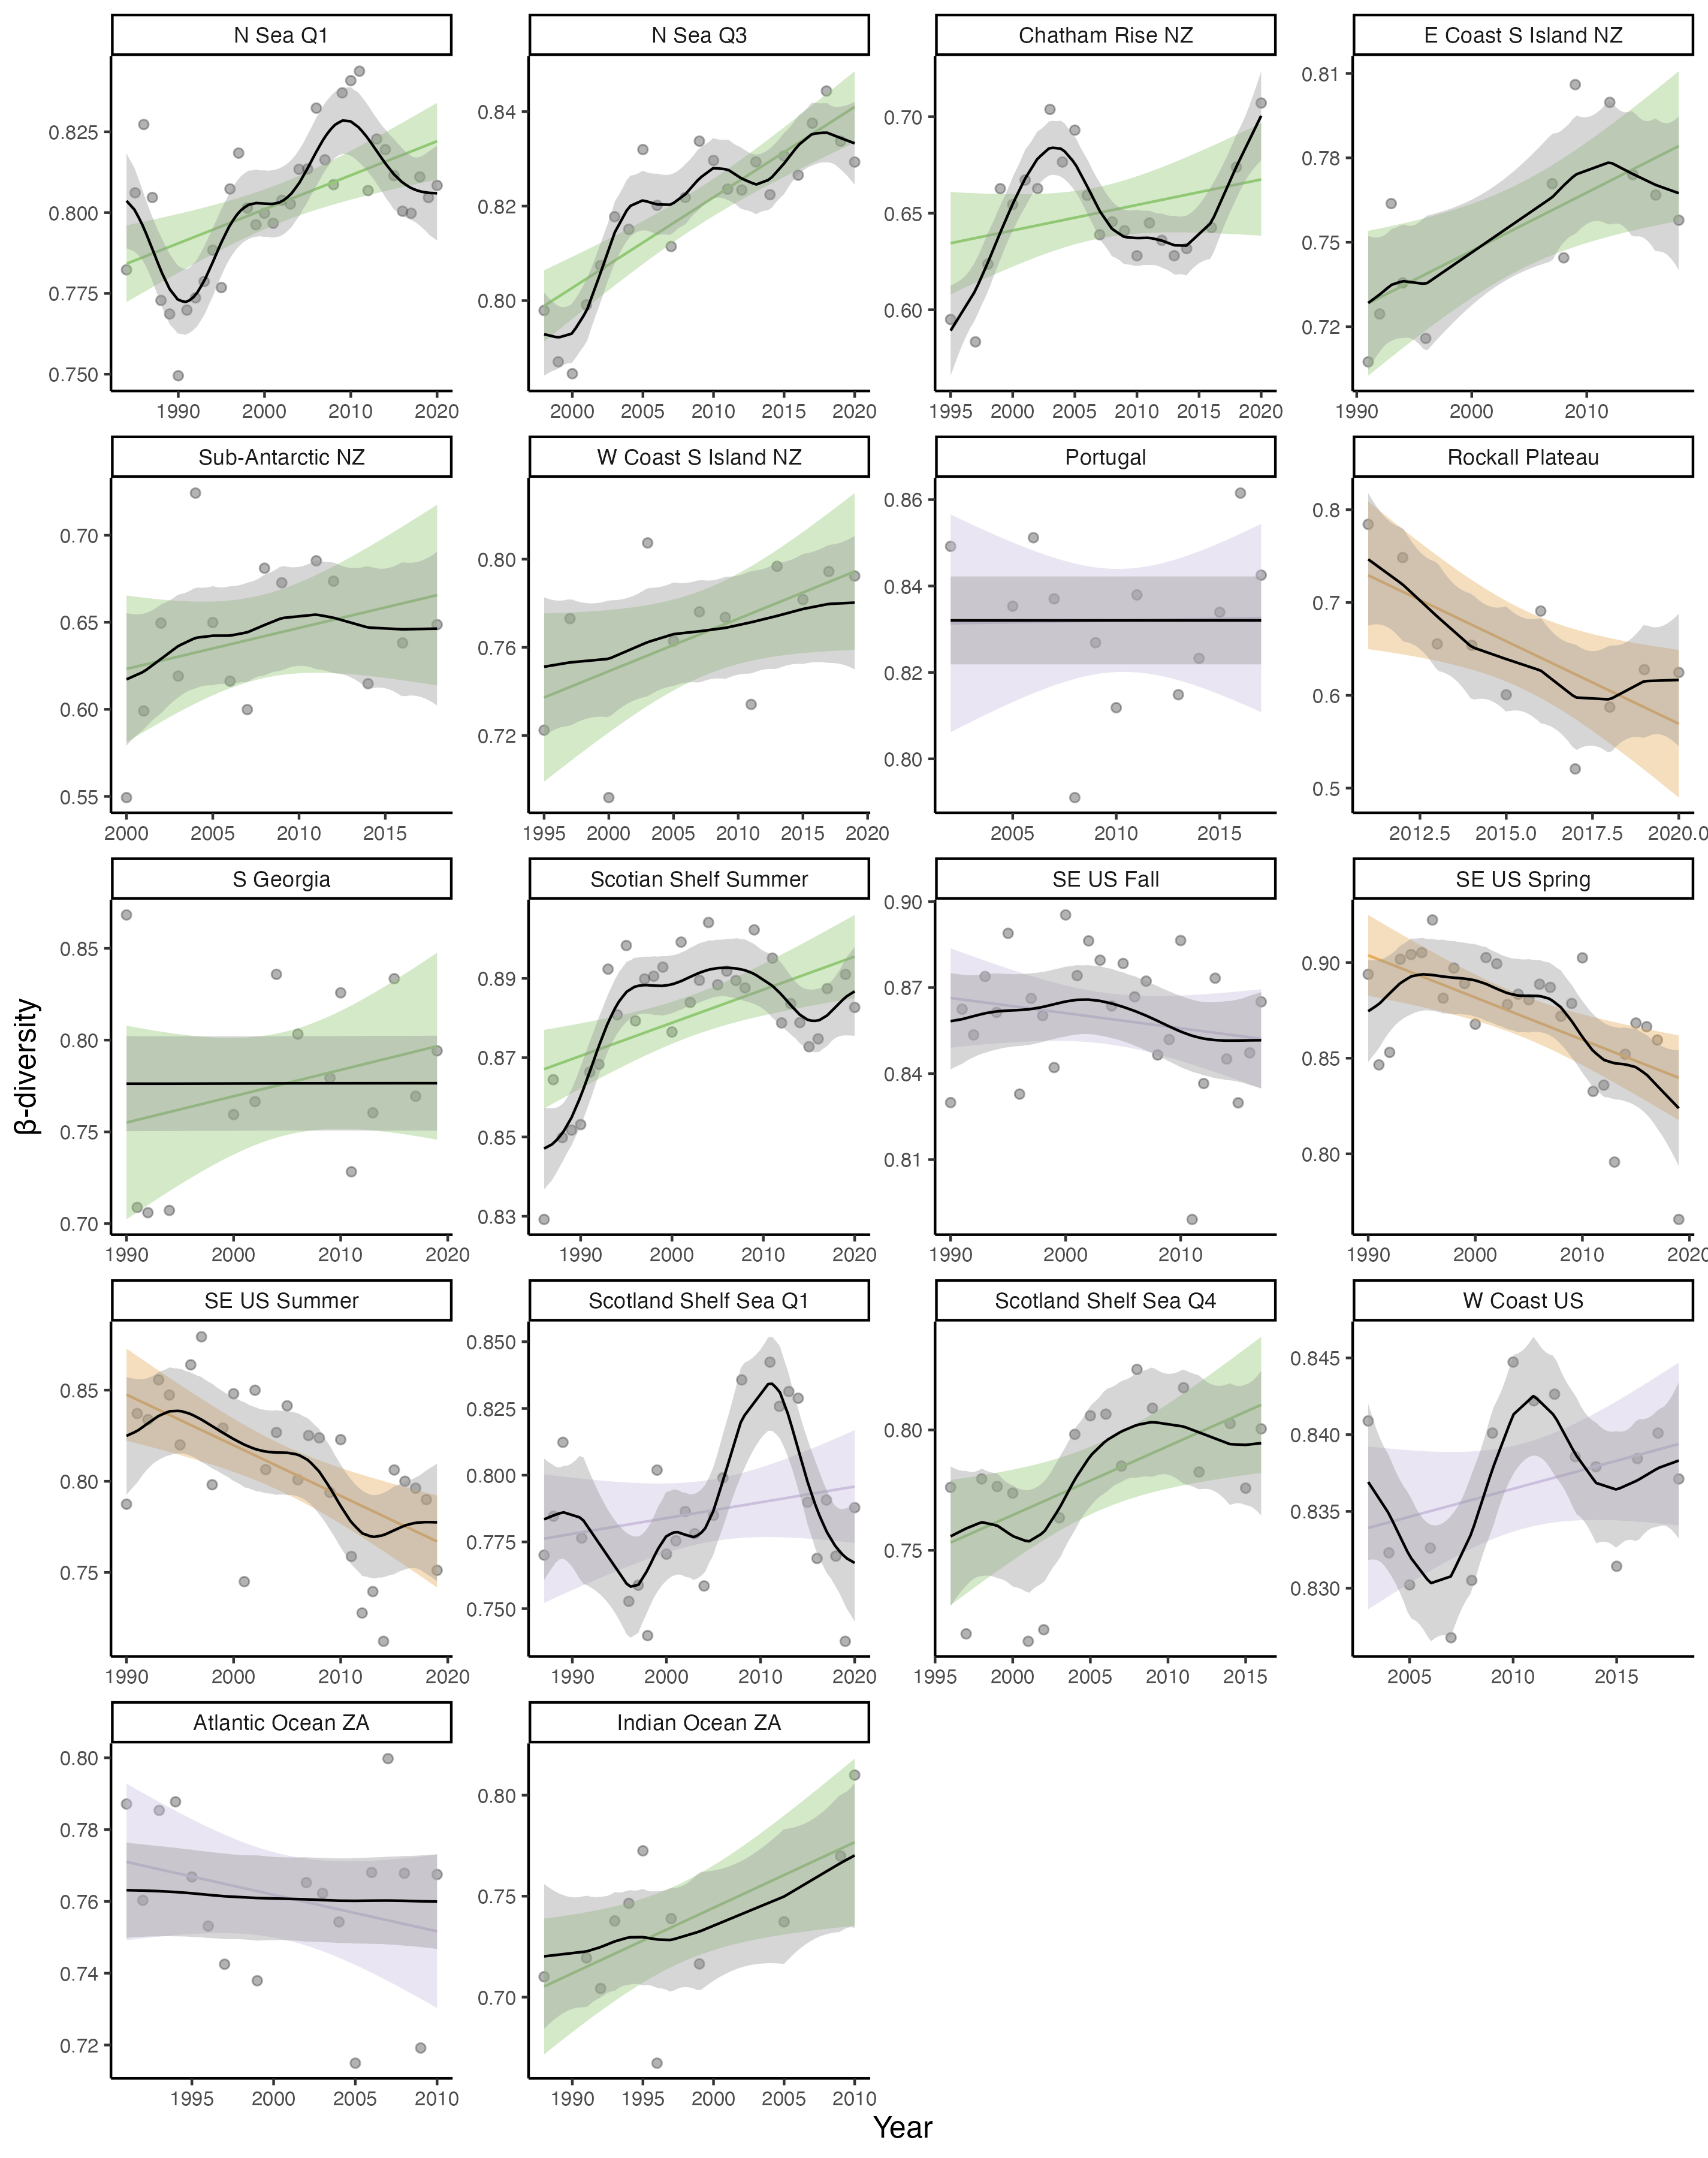 N Sea Q1
N Sea Q3
Chatham Rise NZ
E Coast S Island NZ
0.825
0.800
0.775
0.750
1990 2000 2010 2020
0.84
0.82
0.80
2000 2005 2010 2015 2020
0.70
0.65
0.60
1995 2000 2005 2010 2015 2020
0.81
0.78
0.75
0.72
1990 2000 2010
Sub-Antarctic NZ
W Coast S Island NZ
Portugal
Rockall Plateau
0.70
0.65
0.60
0.55
2000 2005 2010 2015
0.80
0.76
0.72
1995 2000 2005 2010 2015 2020
0.86
0.84
0.82
0.80
2005 2010 2015
0.8
0.7
0.6
0.5
2012.5 2015.0 2017.5 2020.0
S Georgia
Scotian Shelf Summer
SE US Fall
SE US Spring
0.85
0.80
0.75
0.70
1990 2000 2010 2020
0.89
0.87
0.85
0.83
1990 2000 2010 2020
0.90
0.87
0.84
0.81
1990 2000 2010
0.90
0.85
0.80
1990 2000 2010 2020
SE US Summer
Scotland Shelf Sea Q1
Scotland Shelf Sea Q4
W Coast US
0.85
0.80
0.75
1990 2000 2010 2020
0.850
0.825
0.800
0.775
0.750
1990 2000 2010 2020
0.80
0.75
1995 2000 2005 2010 2015
0.845
0.840
0.835
0.830
2005 2010 2015
Atlantic Ocean ZA
Indian Ocean ZA
0.80
0.78
0.76
0.74
0.72
1995 2000 2005 2010
0.80
0.75
0.70
1990 1995 2000 2005 2010
β-diversity
Year